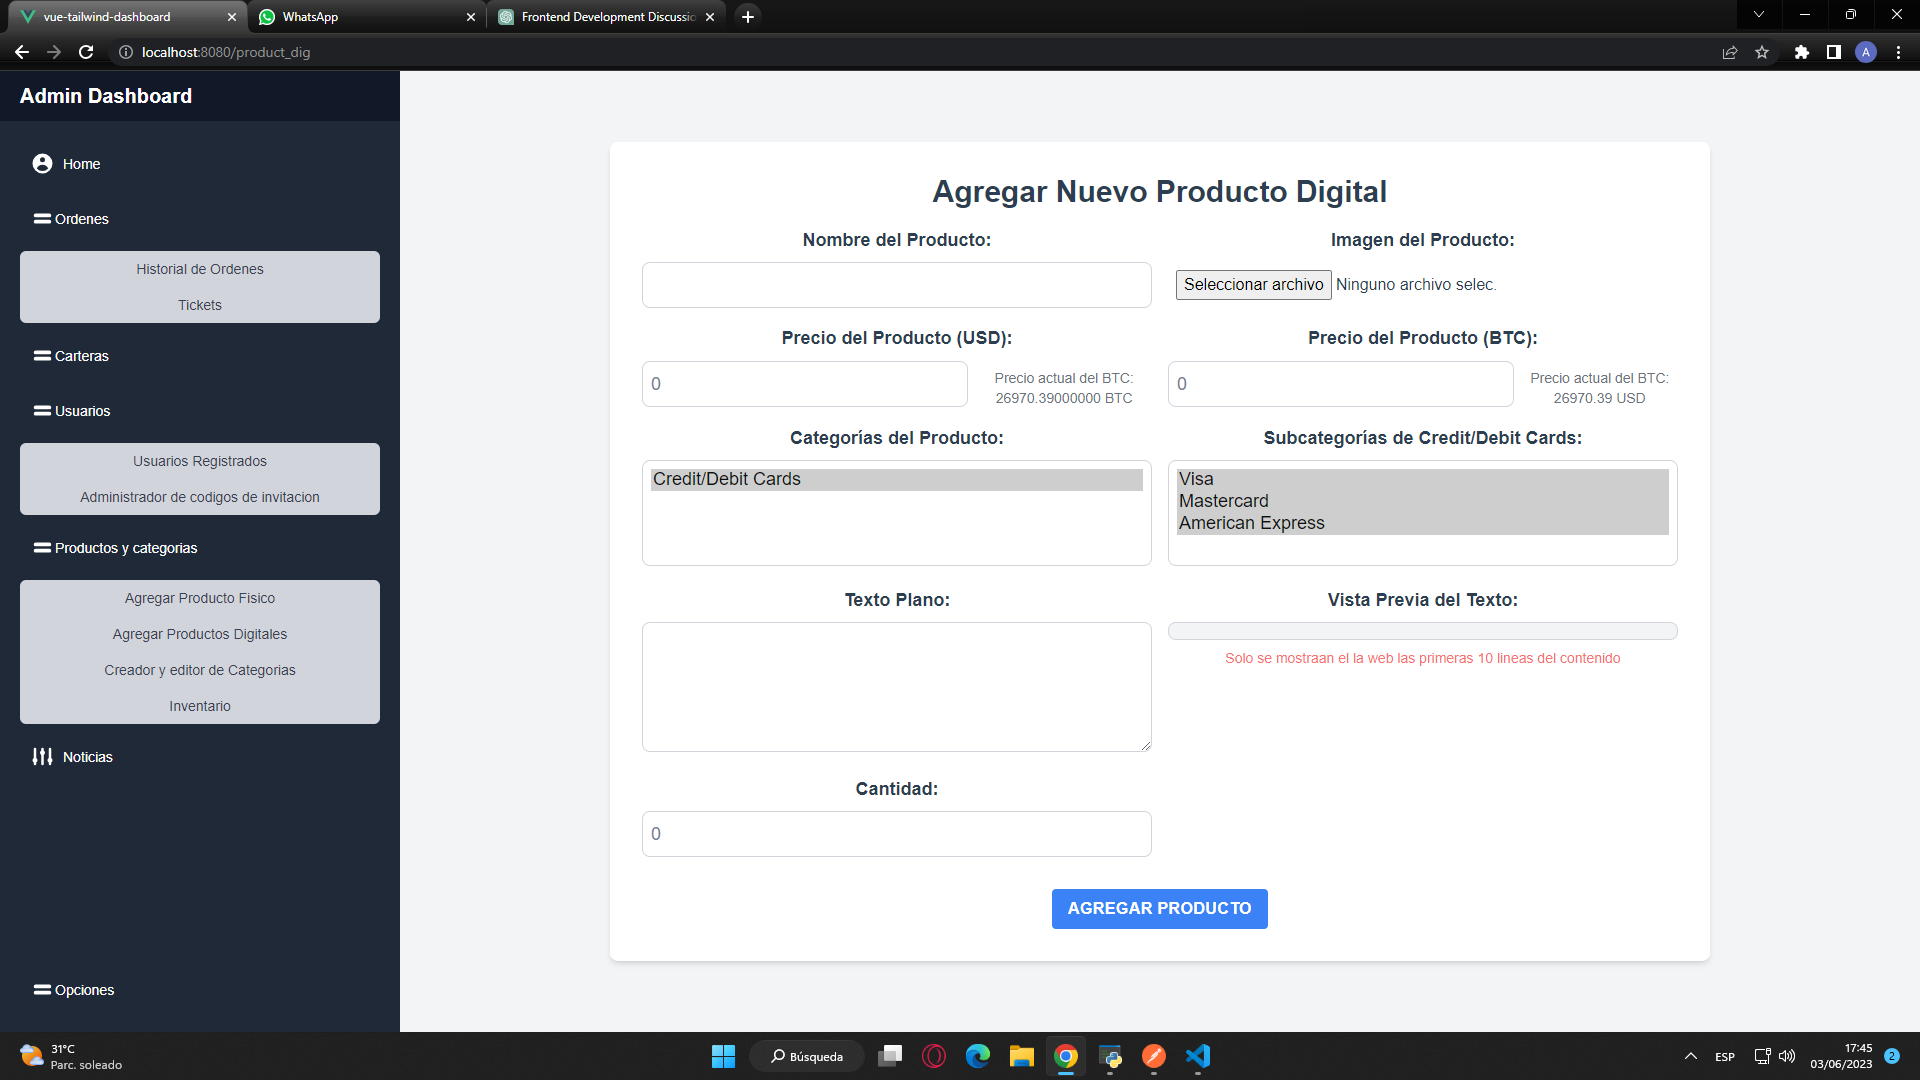 vue-tailwind-dashboard
WhatsApp
Frontend Development Discussio
localhost:8080/product_dig
A
Admin Dashboard
Home
Ordenes
Historial de Ordenes
Tickets
Carteras
Usuarios
Usuarios Registrados
Administrador de codigos de invitacion
Productos y categorias
Agregar Producto Fisico
Agregar Productos Digitales
Creador y editor de Categorias
Inventario
Noticias
Opciones
Agregar Nuevo Producto Digital
Nombre del Producto:
Imagen del Producto:
Seleccionar archivo Ninguno archivo selec.
Precio del Producto (USD):
0
Precio actual del BTC:
26970.39000000 BTC
Precio del Producto (BTC):
0
Precio actual del BTC:
26970.39 USD
Categorías del Producto:
Credit/Debit Cards
Subcategorías de Credit/Debit Cards:
Visa
Mastercard
American Express
Texto Plano:
Vista Previa del Texto:
Solo se mostraan el la web las primeras 10 lineas del contenido
Cantidad:
0
AGREGAR PRODUCTO
31°C
Parc. soleado
Búsqueda
ESP
17:45
03/06/2023
2